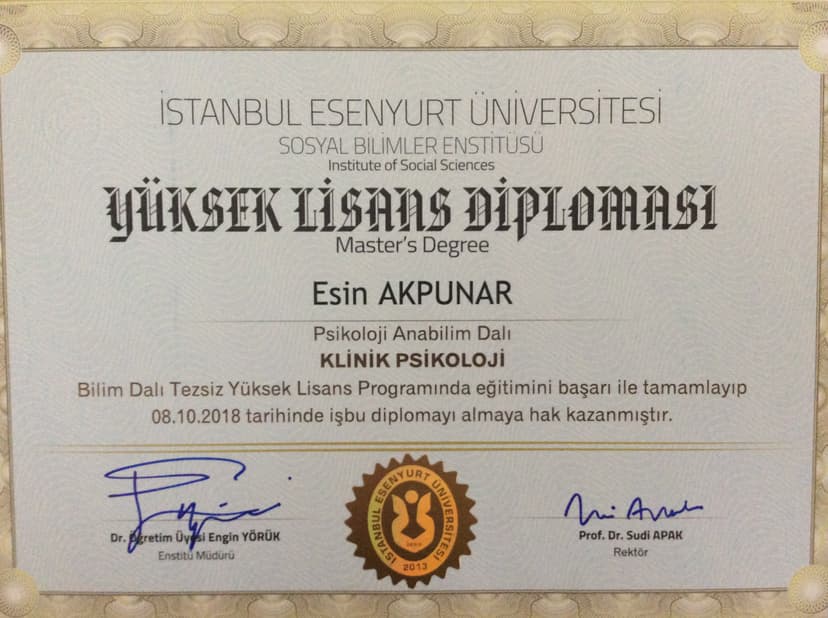 İSTANBUL ESENYURT ÜNİVERSİTESİ
SOSYAL BİLİMLER ENSTİTÜSÜ
Institute of Social Sciences
YÜKSEK LİSANS DİPLOMASI
Master's Degree
Esin AKPUNAR
Psikoloji Anabilim Dalı
KLİNİK PSİKOLOJİ
Bilim Dalı Tezsiz Yüksek Lisans Programında eğitimini başarı ile tamamlayıp
08.10.2018 tarihinde işbu diplomayı almaya hak kazanmıştır.
Dr. Öğretim Üyesi Engin YÖRÜK
Enstitü Müdürü
İSTANBUL ESENYURT ÜNİVERSİTESİ
2013
Prof. Dr. Sudi APAK
Rektör